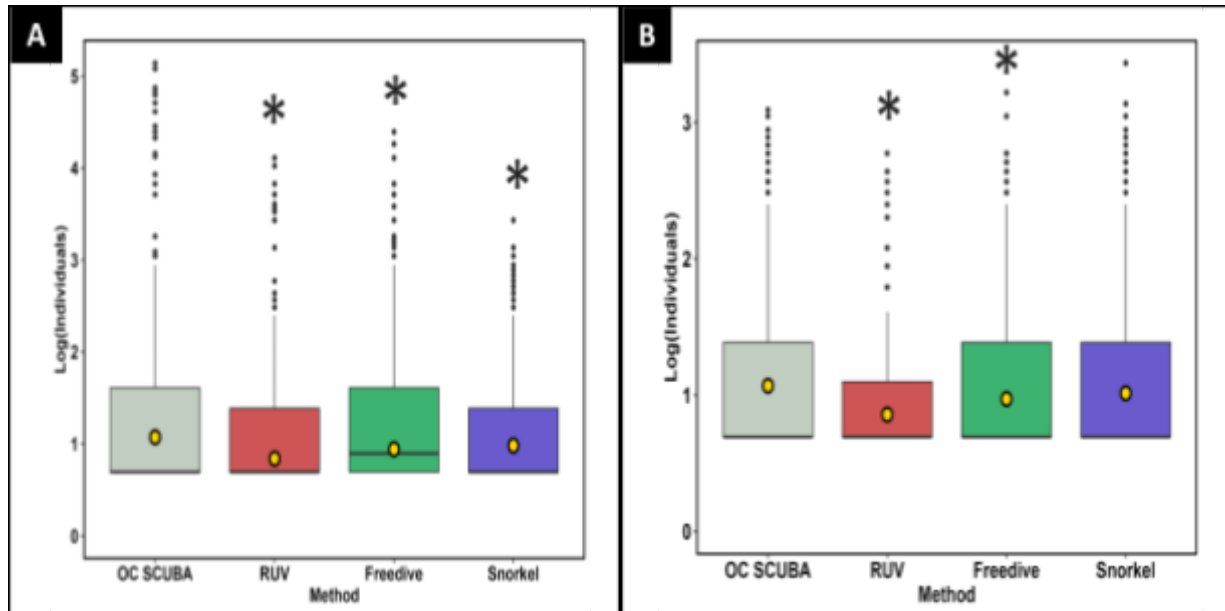 A
Log(Individuals)
5
4
3
2
1
0
OC SCUBA RUV Freedive Snorkel
Method
B
Log(Individuals)
3
2
1
0
OC SCUBA RUV Freedive Snorkel
Method